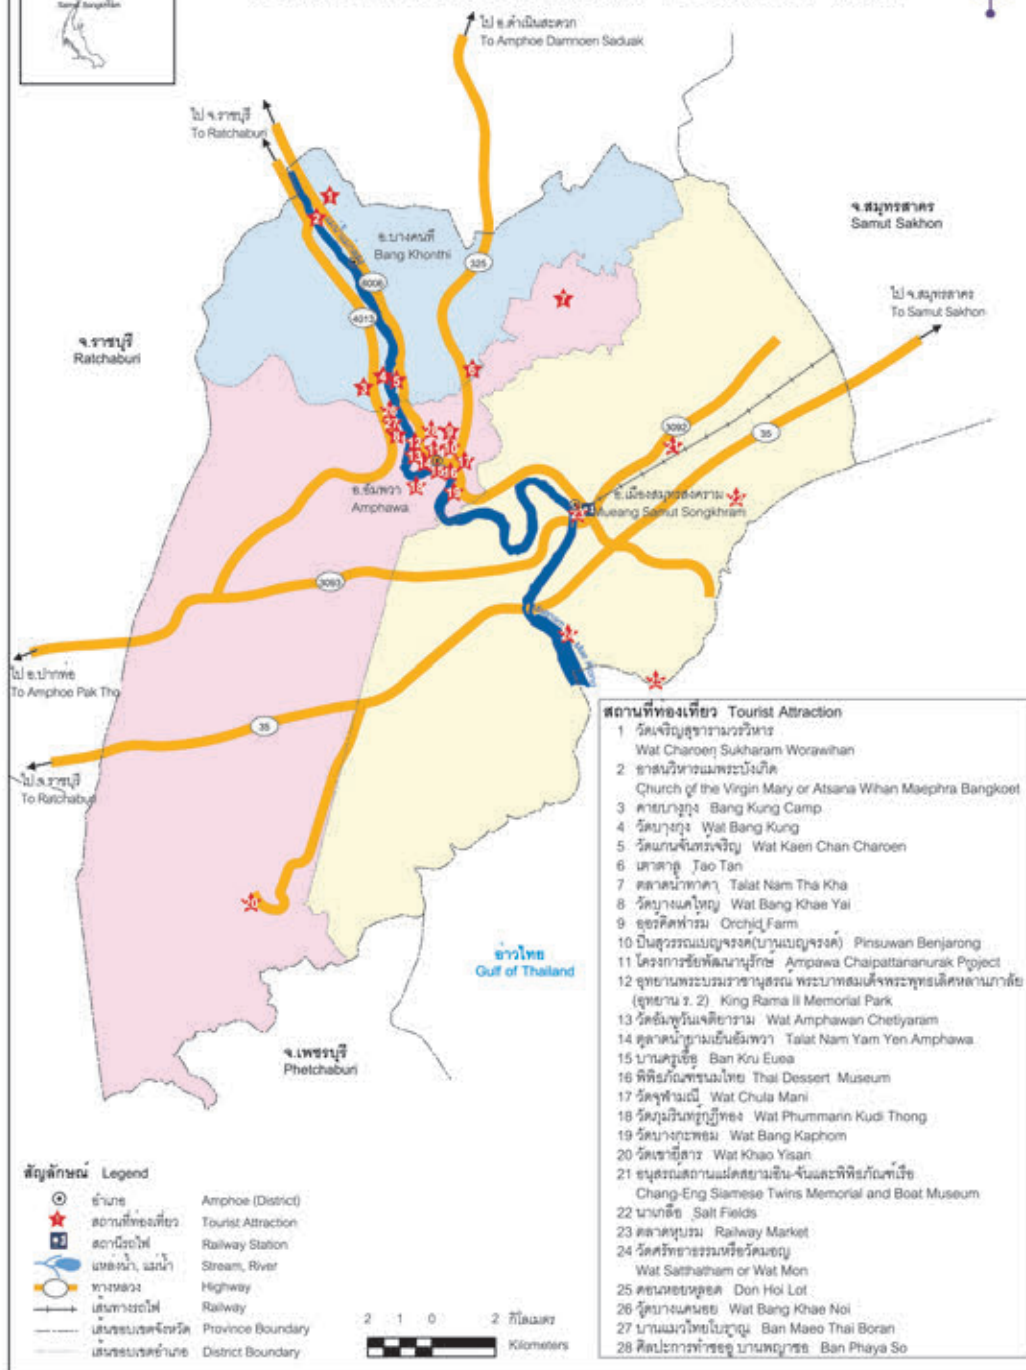 Samut Songkhram
ไป อ.ดำเนินสะดวก
To Amphoe Damnoen Saduak
ไป จ.ราชบุรี
To Ratchaburi
จ.สมุทรสาคร
Samut Sakhon
อ.บางคนที
Bang Khonthi
325
6006
4013
ไป จ.สมุทรสาคร
To Samut Sakhon
จ.ราชบุรี
Ratchaburi
1
2
3
4
5
6
7
3092
35
อ.อัมพวา
Amphawa
อ.เมืองสมุทรสงคราม
Mueang Samut Songkhram
3093
ไป อ.ปากท่อ
To Amphoe Pak Tho
35
ไป จ.ราชบุรี
To Ratchaburi
20
อ่าวไทย
Gulf of Thailand
จ.เพชรบุรี
Phetchaburi
สถานที่ท่องเที่ยว Tourist Attraction
1 วัดเจริญสุขารามวรวิหาร
Wat Charoen Sukharam Worawihan
2 อาสนวิหารแม่พระบังเกิด
Church of the Virgin Mary or Atsana Wihan Maephra Bangkoet
3 ค่ายบางกุ้ง Bang Kung Camp
4 วัดบางกุ้ง Wat Bang Kung
5 วัดแก่นจันทร์เจริญ Wat Kaen Chan Charoen
6 เตาตาล Tao Tan
7 ตลาดน้ำท่าคา Talat Nam Tha Kha
8 วัดบางแคใหญ่ Wat Bang Khae Yai
9 ออร์คิดฟาร์ม Orchid Farm
10 ปิ่นสุวรรณเบญจรงค์(บ้านเบญจรงค์) Pinsuwan Benjarong
11 โครงการชัยพัฒนานุรักษ์ Ampawa Chaipattananurak Project
12 อุทยานพระบรมราชานุสรณ์ พระบาทสมเด็จพระพุทธเลิศหล้านภาลัย
(อุทยาน ร. 2) King Rama II Memorial Park
13 วัดอัมพวันเจติยาราม Wat Amphawan Chetiyaram
14 ตลาดน้ำยามเย็นอัมพวา Talat Nam Yam Yen Amphawa
15 บ้านครูเอื้อ Ban Kru Euea
16 พิพิธภัณฑ์ขนมไทย Thai Dessert Museum
17 วัดจุฬามณี Wat Chula Mani
18 วัดภุมรินทร์กุฎีทอง Wat Phummarin Kudi Thong
19 วัดบางกะพ้อม Wat Bang Kaphom
20 วัดเขายี่สาร Wat Khao Yisan
21 อนุสรณ์สถานแฝดสยามอิน-จันและพิพิธภัณฑ์เรือ
Chang-Eng Siamese Twins Memorial and Boat Museum
22 นาเกลือ Salt Fields
23 ตลาดหุบร่ม Railway Market
24 วัดศรัทธาธรรมหรือวัดมอญ
Wat Satthatham or Wat Mon
25 ดอนหอยหลอด Don Hoi Lot
26 วัดบางแคน้อย Wat Bang Khae Noi
27 บ้านแมวไทยโบราณ Ban Maeo Thai Boran
28 ศิลปะการทำซออู้ บ้านพญาซอ Ban Phaya So
สัญลักษณ์ Legend
อำเภอ Amphoe (District)
สถานที่ท่องเที่ยว Tourist Attraction
สถานีรถไฟ Railway Station
แหล่งน้ำ, แม่น้ำ Stream, River
ทางหลวง Highway
เส้นทางรถไฟ Railway
เส้นขอบเขตจังหวัด Province Boundary
เส้นขอบเขตอำเภอ District Boundary
2 1 0 2 กิโลเมตร
Kilometers